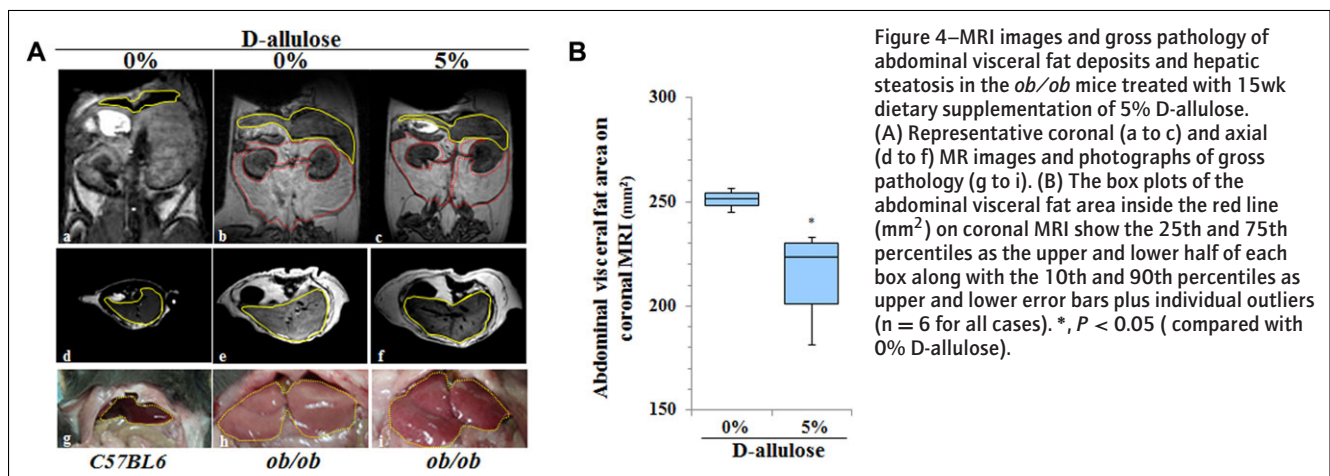 A
D-allulose
0% 0% 5%
a b c
d e f
g h i
C57BL6 ob/ob ob/ob
B
Abdominal visceral fat area on
coronal MRI (mm²)
300
250
200
150
*
0% 5%
D-allulose
Figure 4–MRI images and gross pathology of
abdominal visceral fat deposits and hepatic
steatosis in the ob/ob mice treated with 15wk
dietary supplementation of 5% D-allulose.
(A) Representative coronal (a to c) and axial
(d to f) MR images and photographs of gross
pathology (g to i). (B) The box plots of the
abdominal visceral fat area inside the red line
(mm²) on coronal MRI show the 25th and 75th
percentiles as the upper and lower half of each
box along with the 10th and 90th percentiles as
upper and lower error bars plus individual outliers
(n = 6 for all cases). *, P < 0.05 ( compared with
0% D-allulose).